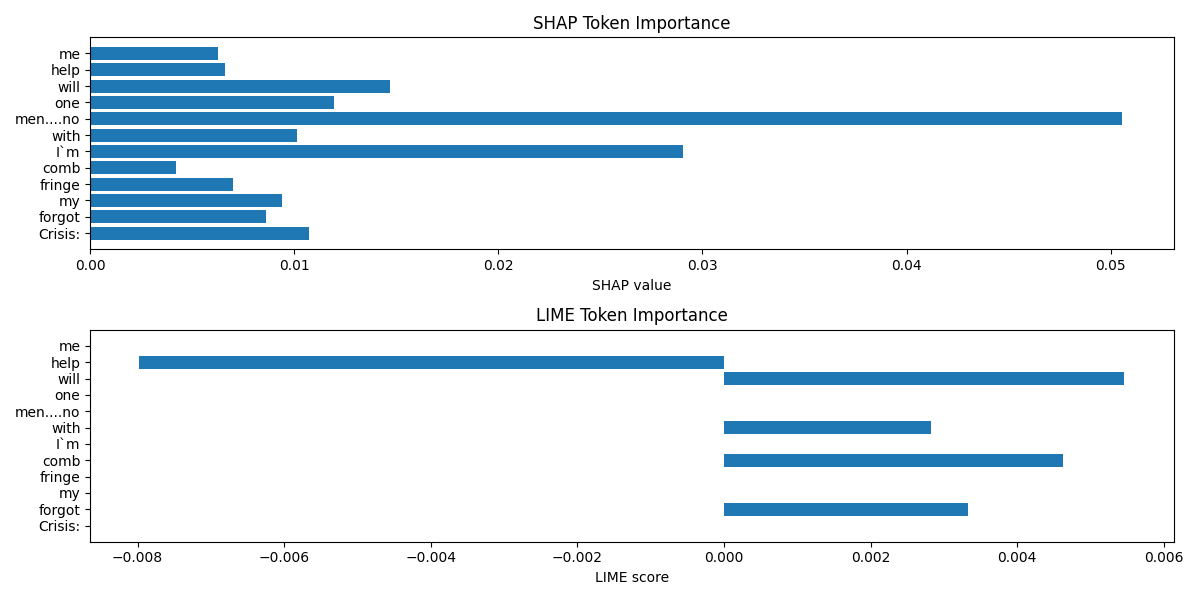 SHAP Token Importance
me
help
will
one
men....no
with
I`m
comb
fringe
my
forgot
Crisis:
0.00 0.01 0.02 0.03 0.04 0.05
SHAP value
LIME Token Importance
me
help
will
one
men....no
with
I`m
comb
fringe
my
forgot
Crisis:
−0.008 −0.006 −0.004 −0.002 0.000 0.002 0.004 0.006
LIME score